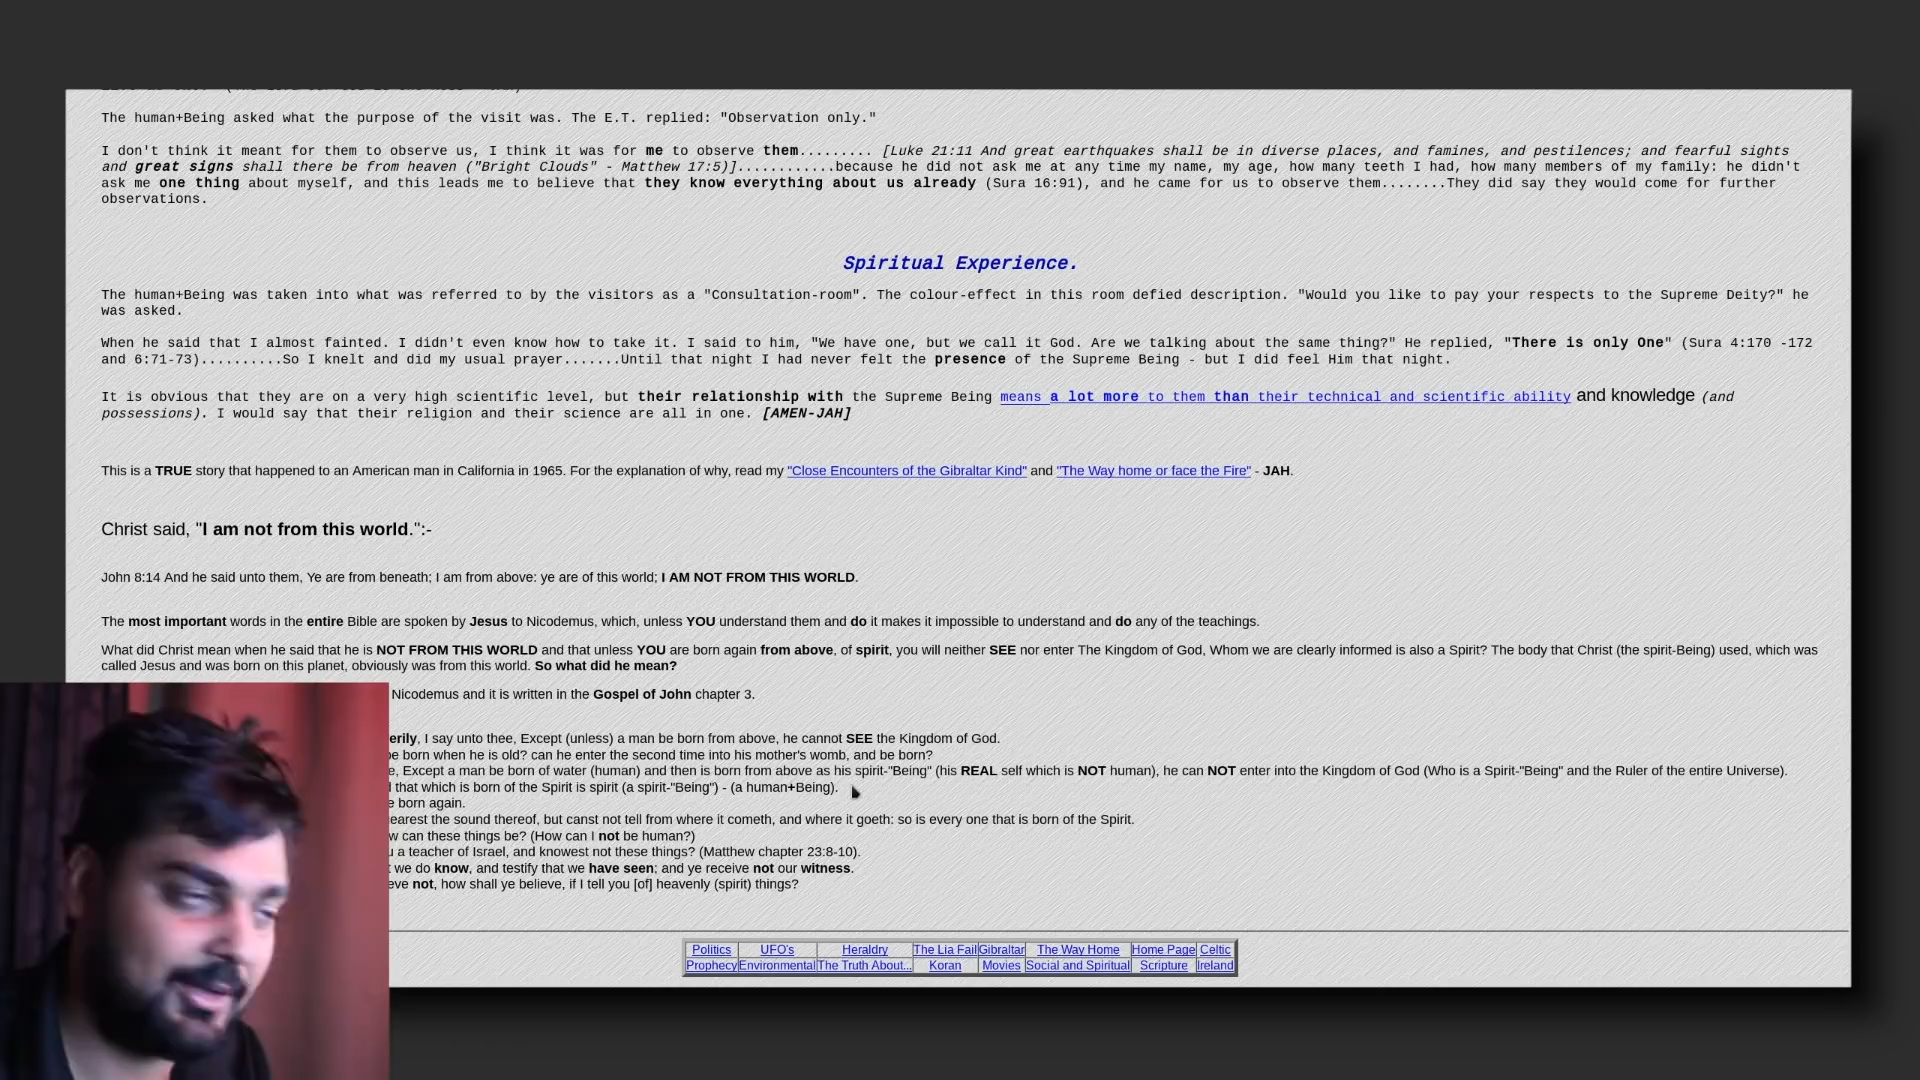 The human+Being asked what the purpose of the visit was. The E.T. replied: "Observation only."
I don't think it meant for them to observe us, I think it was for me to observe them......... [Luke 21:11 And great earthquakes shall be in diverse places, and famines, and pestilences; and fearful sights
and great signs shall there be from heaven ("Bright Clouds" - Matthew 17:5)]............because he did not ask me at any time my name, my age, how many teeth I had, how many members of my family: he didn't
ask me one thing about myself, and this leads me to believe that they know everything about us already (Sura 16:91), and he came for us to observe them........They did say they would come for further
observations.
Spiritual Experience.
The human+Being was taken into what was referred to by the visitors as a "Consultation-room". The colour-effect in this room defied description. "Would you like to pay your respects to the Supreme Deity?" he
was asked.
When he said that I almost fainted. I didn't even know how to take it. I said to him, "We have one, but we call it God. Are we talking about the same thing?" He replied, "There is only One" (Sura 4:170 -172
and 6:71-73)..........So I knelt and did my usual prayer.......Until that night I had never felt the presence of the Supreme Being - but I did feel Him that night.
It is obvious that they are on a very high scientific level, but their relationship with the Supreme Being means a lot more to them than their technical and scientific ability and knowledge (and
possessions). I would say that their religion and their science are all in one. [AMEN-JAH]
This is a TRUE story that happened to an American man in California in 1965. For the explanation of why, read my "Close Encounters of the Gibraltar Kind" and "The Way home or face the Fire" - JAH.
Christ said, "I am not from this world.":-
John 8:14 And he said unto them, Ye are from beneath; I am from above: ye are of this world; I AM NOT FROM THIS WORLD.
The most important words in the entire Bible are spoken by Jesus to Nicodemus, which, unless YOU understand them and do it makes it impossible to understand and do any of the teachings.
What did Christ mean when he said that he is NOT FROM THIS WORLD and that unless YOU are born again from above, of spirit, you will neither SEE nor enter The Kingdom of God, Whom we are clearly informed is also a Spirit? The body that Christ (the spirit-Being) used, which was
called Jesus and was born on this planet, obviously was from this world. So what did he mean?
Nicodemus and it is written in the Gospel of John chapter 3.
erily, I say unto thee, Except (unless) a man be born from above, he cannot SEE the Kingdom of God.
be born when he is old? can he enter the second time into his mother's womb, and be born?
e, Except a man be born of water (human) and then is born from above as his spirit-"Being" (his REAL self which is NOT human), he can NOT enter into the Kingdom of God (Who is a Spirit-"Being" and the Ruler of the entire Universe).
that which is born of the Spirit is spirit (a spirit-"Being") - (a human+Being).
e born again.
earest the sound thereof, but canst not tell from where it cometh, and where it goeth: so is every one that is born of the Spirit.
w can these things be? (How can I not be human?)
a teacher of Israel, and knowest not these things? (Matthew chapter 23:8-10).
we do know, and testify that we have seen; and ye receive not our witness.
eve not, how shall ye believe, if I tell you [of] heavenly (spirit) things?
Politics UFO's Heraldry The Lia Fail Gibraltar The Way Home Home Page Celtic
Prophecy Environmental The Truth About... Koran Movies Social and Spiritual Scripture Ireland